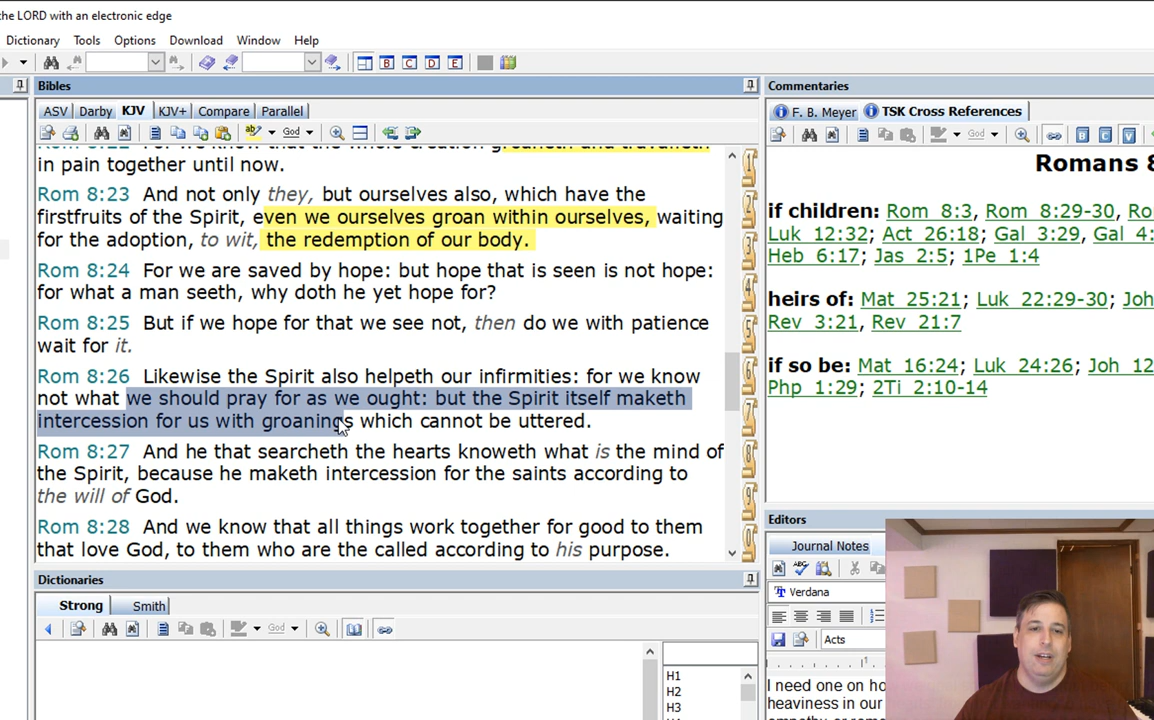 the LORD with an electronic edge
Dictionary Tools Options Download Window Help
Bibles
ASV Darby KJV KJV+ Compare Parallel
God
in pain together until now.
Rom 8:23 And not only they, but ourselves also, which have the
firstfruits of the Spirit, even we ourselves groan within ourselves, waiting
for the adoption, to wit, the redemption of our body.
Rom 8:24 For we are saved by hope: but hope that is seen is not hope:
for what a man seeth, why doth he yet hope for?
Rom 8:25 But if we hope for that we see not, then do we with patience
wait for it.
Rom 8:26 Likewise the Spirit also helpeth our infirmities: for we know
not what we should pray for as we ought: but the Spirit itself maketh
intercession for us with groanings which cannot be uttered.
Rom 8:27 And he that searcheth the hearts knoweth what is the mind of
the Spirit, because he maketh intercession for the saints according to
the will of God.
Rom 8:28 And we know that all things work together for good to them
that love God, to them who are the called according to his purpose.
Dictionaries
Strong Smith
God
H1
H2
H3
Commentaries
F. B. Meyer TSK Cross References
God
Romans 8
if children: Rom 8:3, Rom 8:29-30, Ro
Luk 12:32; Act 26:18; Gal 3:29, Gal 4:
Heb 6:17; Jas 2:5; 1Pe 1:4
heirs of: Mat 25:21; Luk 22:29-30; Joh
Rev 3:21, Rev 21:7
if so be: Mat 16:24; Luk 24:26; Joh 12
Php 1:29; 2Ti 2:10-14
Editors
Journal Notes
Verdana
Acts
I need one on ho
heaviness in our